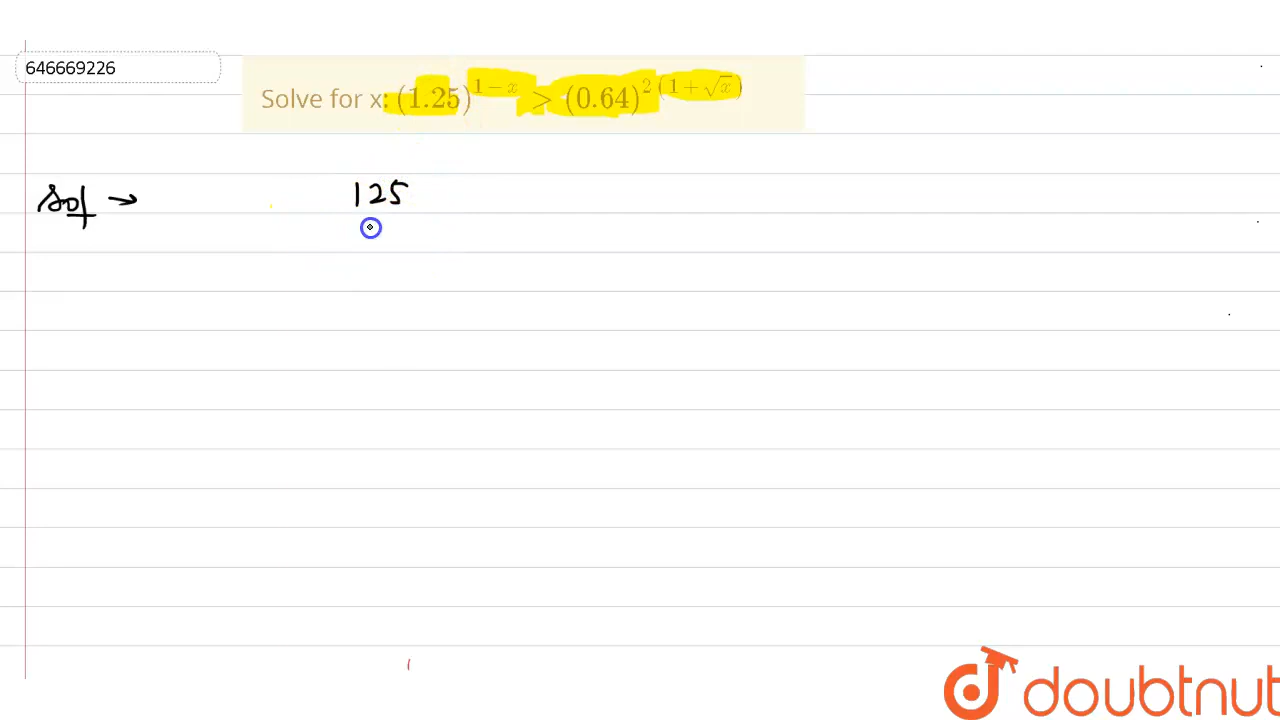 646669226
Solve for x: (1.25)^{1-x} > (0.64)^{2(1+√x)}
Sol → 125
doubtnut